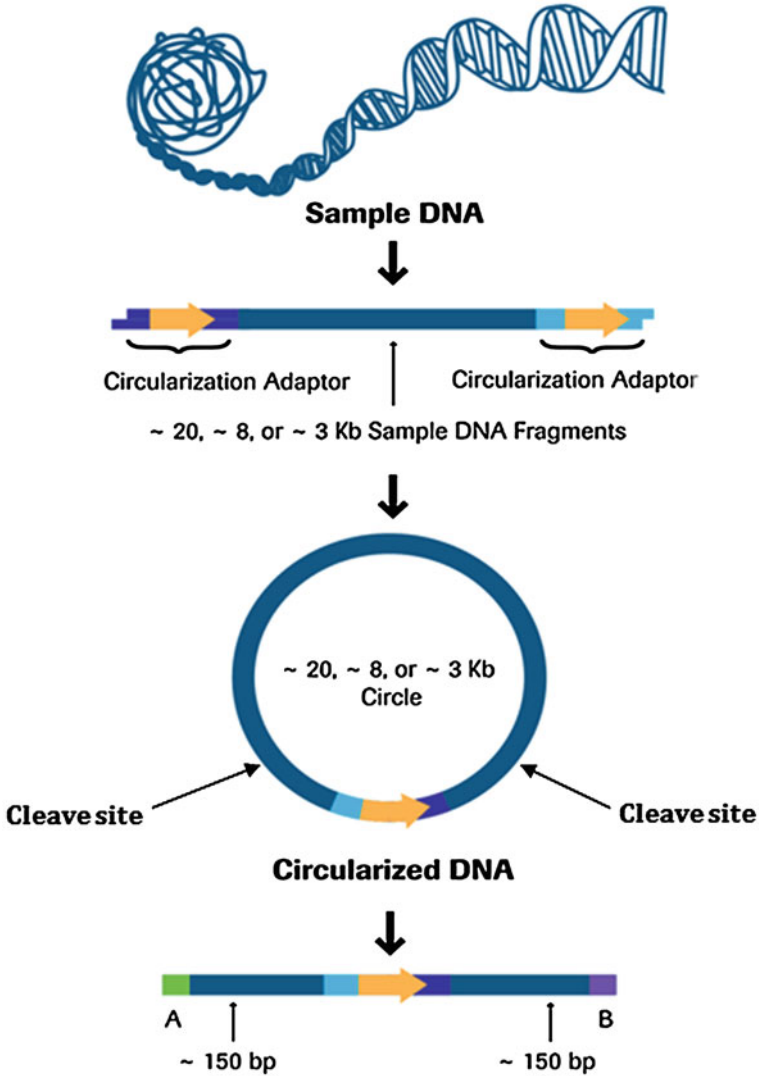 Sample DNA
Circularization Adaptor
Circularization Adaptor
~ 20, ~ 8, or ~ 3 Kb Sample DNA Fragments
~ 20, ~ 8, or ~ 3 Kb
Circle
Cleave site
Cleave site
Circularized DNA
A
B
~ 150 bp
~ 150 bp